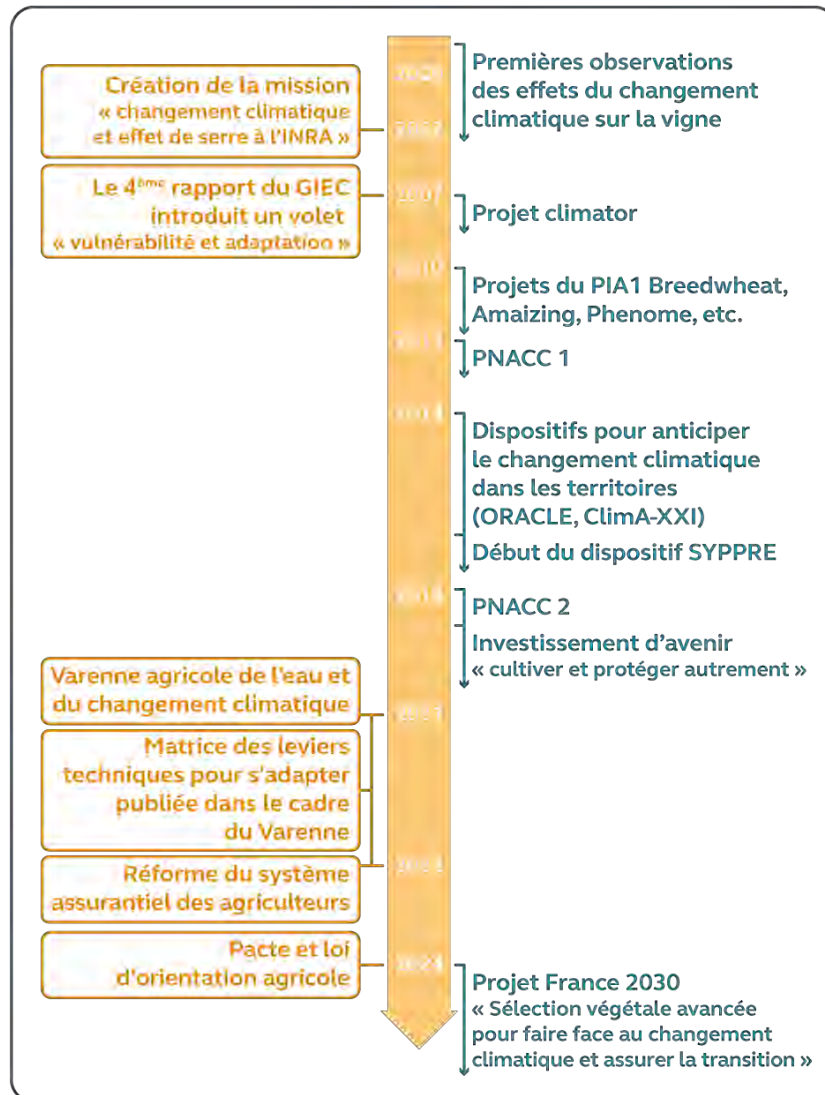 Création de la mission
« changement climatique
et effet de serre à l'INRA »
Premières observations
des effets du changement
climatique sur la vigne
Le 4ème rapport du GIEC
introduit un volet
« vulnérabilité et adaptation »
2007
Projet climator
Projets du PIA1 Breedwheat,
Amaizing, Phenome, etc.
PNACC 1
Dispositifs pour anticiper
le changement climatique
dans les territoires
(ORACLE, ClimA-XXI)
Début du dispositif SYPPRE
PNACC 2
Investissement d'avenir
« cultiver et protéger autrement »
Varenne agricole de l'eau et
du changement climatique
Matrice des leviers
techniques pour s'adapter
publiée dans le cadre
du Varenne
Réforme du système
assurantiel des agriculteurs
Pacte et loi
d'orientation agricole
2024
Projet France 2030
« Sélection végétale avancée
pour faire face au changement
climatique et assurer la transition »